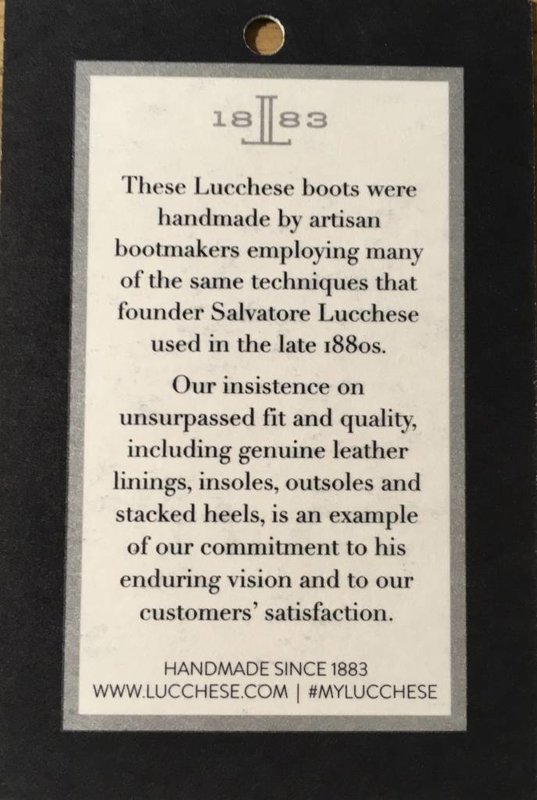 18 L 83
These Lucchese boots were
handmade by artisan
bootmakers employing many
of the same techniques that
founder Salvatore Lucchese
used in the late 1880s.
Our insistence on
unsurpassed fit and quality,
including genuine leather
linings, insoles, outsoles and
stacked heels, is an example
of our commitment to his
enduring vision and to our
customers’ satisfaction.
HANDMADE SINCE 1883
WWW.LUCCHESE.COM | #MYLUCCHESE